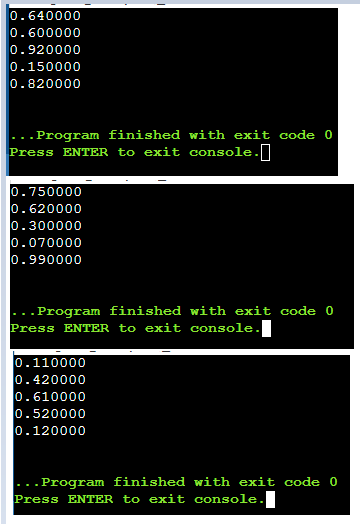 0.640000
0.600000
0.920000
0.150000
0.820000
...Program finished with exit code 0
Press ENTER to exit console.
0.750000
0.620000
0.300000
0.070000
0.990000
...Program finished with exit code 0
Press ENTER to exit console.
0.110000
0.420000
0.610000
0.520000
0.120000
...Program finished with exit code 0
Press ENTER to exit console.